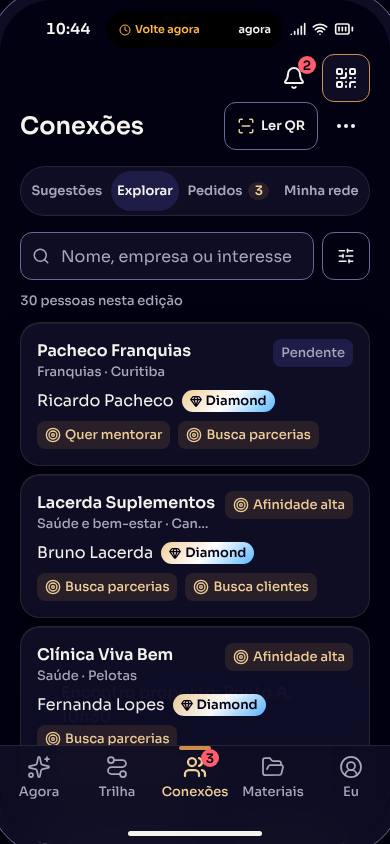 10:44
Volte agora
agora
2
Conexões
Ler QR
Sugestões
Explorar
Pedidos 3
Minha rede
Nome, empresa ou interesse
30 pessoas nesta edição
Pacheco Franquias
Pendente
Franquias · Curitiba
Ricardo Pacheco
Diamond
Quer mentorar
Busca parcerias
Lacerda Suplementos
Afinidade alta
Saúde e bem-estar · Can...
Bruno Lacerda
Diamond
Busca parcerias
Busca clientes
Clínica Viva Bem
Afinidade alta
Saúde · Pelotas
Fernanda Lopes
Diamond
Busca parcerias
3
Agora
Trilha
Conexões
Materiais
Eu